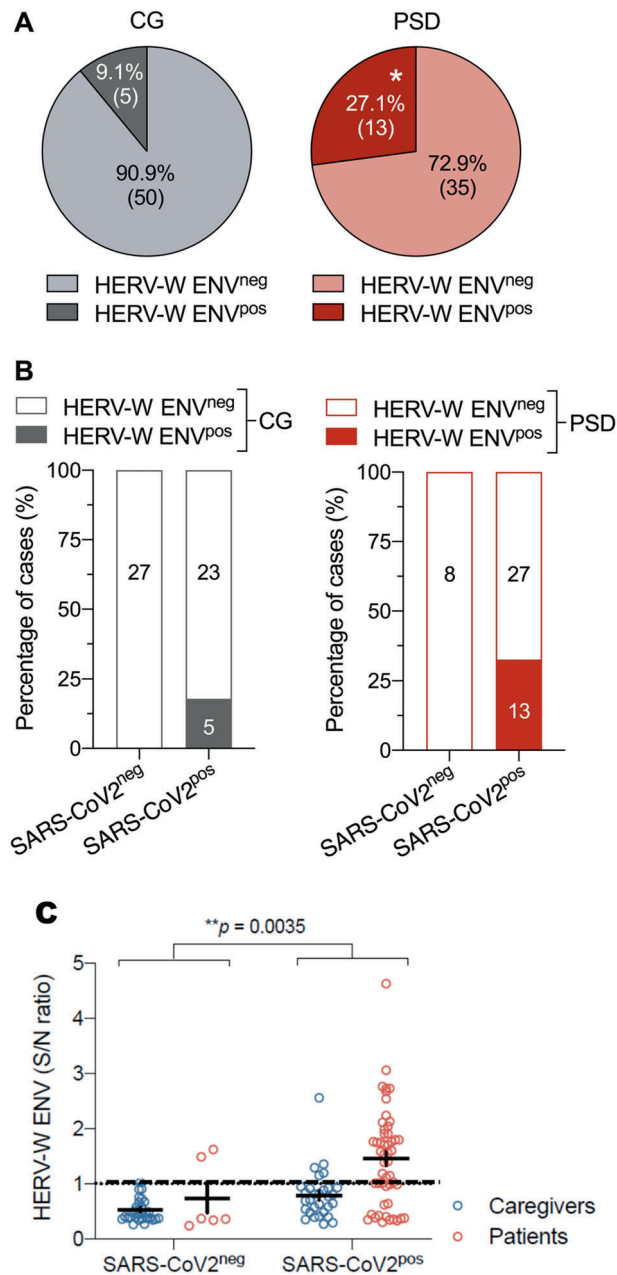 A
CG
PSD
9.1%
(5)
90.9%
(50)
*
27.1%
(13)
72.9%
(35)
HERV-W ENVneg
HERV-W ENVpos
HERV-W ENVneg
HERV-W ENVpos
B
HERV-W ENVneg
HERV-W ENVpos
CG
HERV-W ENVneg
HERV-W ENVpos
PSD
Percentage of cases (%)
100
75
50
25
0
27
23
5
SARS-CoV2neg
SARS-CoV2pos
Percentage of cases (%)
100
75
50
25
0
8
27
13
SARS-CoV2neg
SARS-CoV2pos
C
**p = 0.0035
HERV-W ENV (S/N ratio)
5
4
3
2
1
0
SARS-CoV2neg
SARS-CoV2pos
Caregivers
Patients